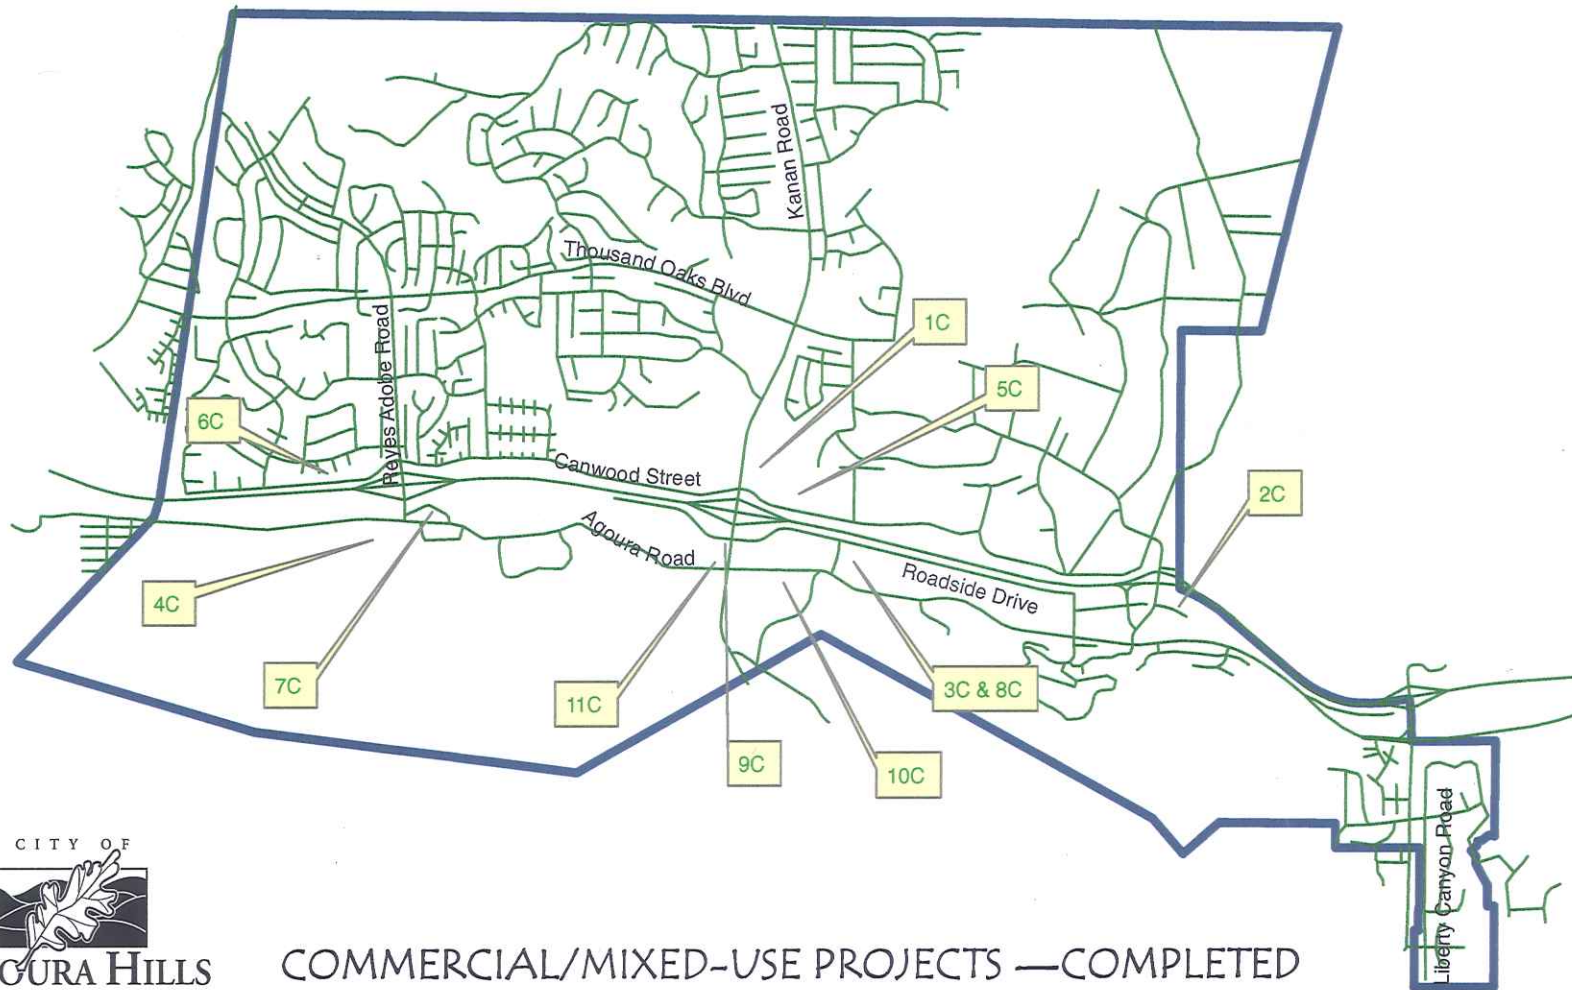 Kanan Road
Thousand Oaks Blvd
1C
Reyes Adobe Road
5C
6C
Canwood Street
2C
Agoura Road
Roadside Drive
4C
7C
3C & 8C
11C
9C
10C
Liberty Canyon Road
CITY OF
GOURA HILLS
COMMERCIAL/MIXED-USE PROJECTS —COMPLETED